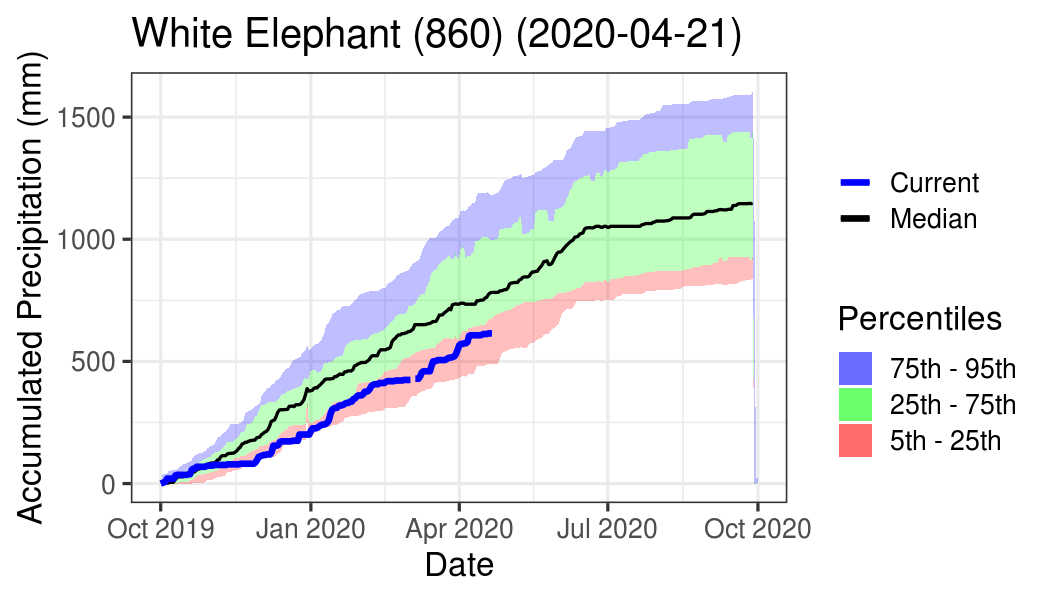 White Elephant (860) (2020-04-21)
Accumulated Precipitation (mm)
1500
1000
500
0
Oct 2019
Jan 2020
Apr 2020
Jul 2020
Oct 2020
Date
Current
Median
Percentiles
75th - 95th
25th - 75th
5th - 25th